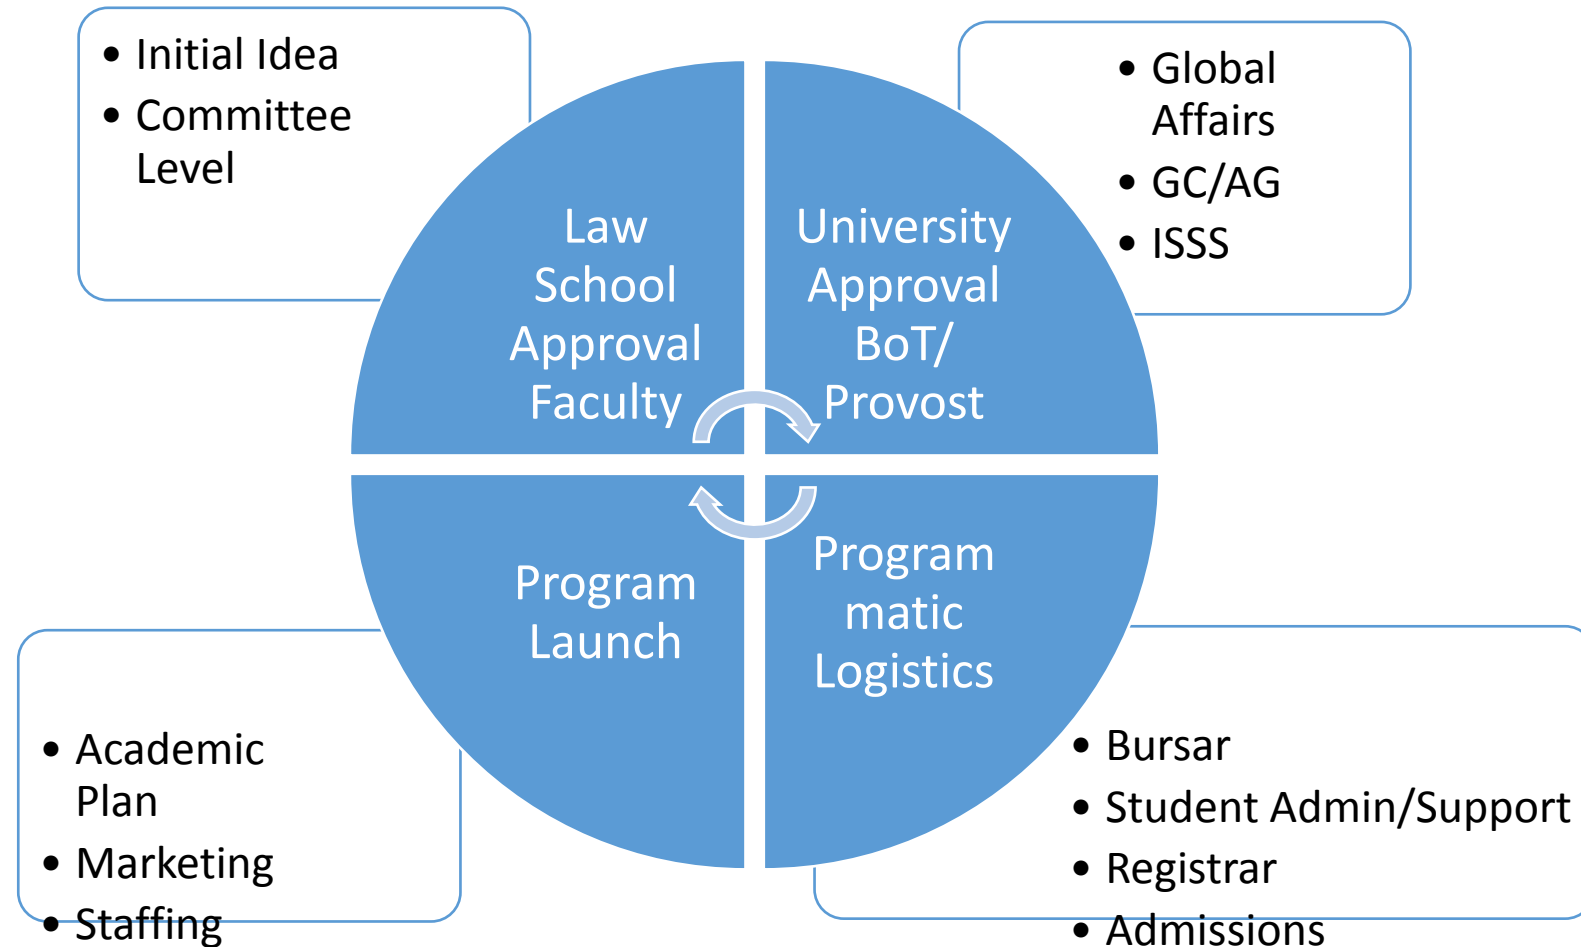 • Initial Idea
• Committee
Level
• Global
Affairs
• GC/AG
• ISSS
Law
School
Approval
Faculty
University
Approval
BoT/
Provost
Program
Launch
Program
matic
Logistics
• Academic
Plan
• Marketing
• Staffing
• Bursar
• Student Admin/Support
• Registrar
• Admissions